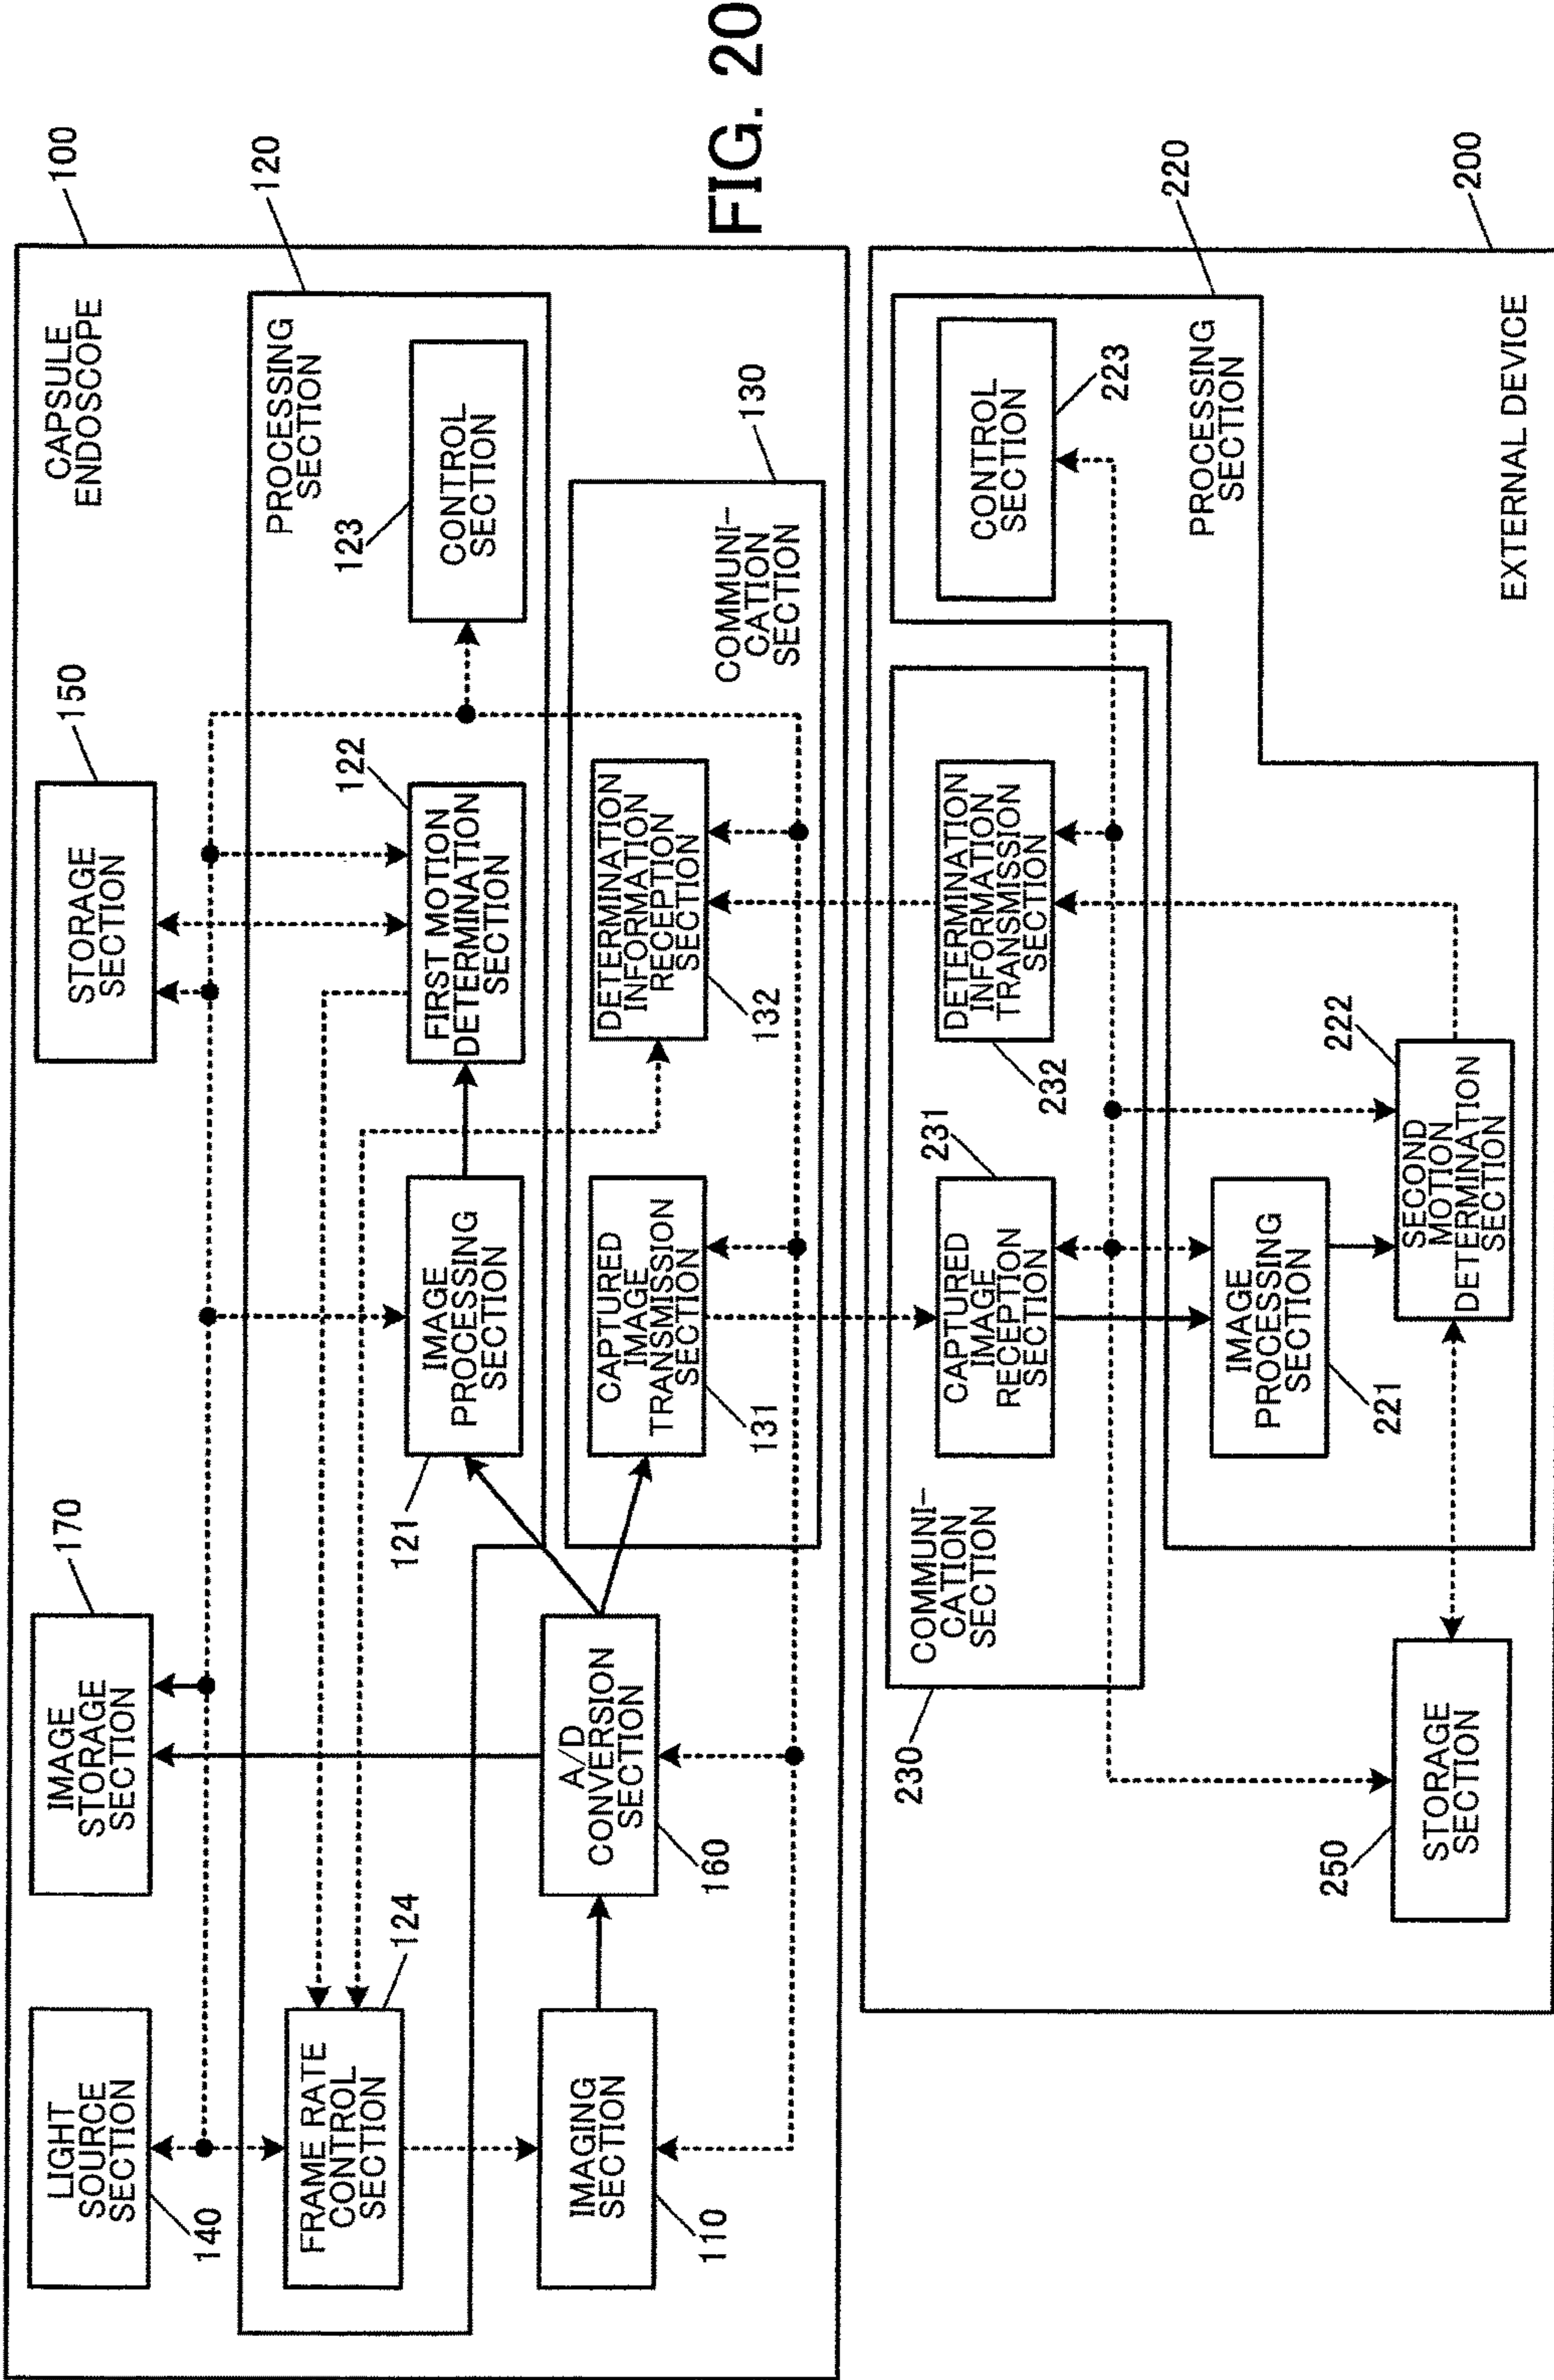 FIG. 20
100
CAPSULE
ENDOSCOPE
LIGHT
SOURCE
SECTION
140
IMAGE
STORAGE
SECTION
170
STORAGE
SECTION
150
120
PROCESSING
SECTION
FRAME RATE
CONTROL
SECTION
124
IMAGE
PROCESSING
SECTION
121
FIRST MOTION
DETERMINATION
SECTION
122
CONTROL
SECTION
123
IMAGING
SECTION
110
A/D
CONVERSION
SECTION
160
130
COMMUNI-
CATION
SECTION
CAPTURED
IMAGE
TRANSMISSION
SECTION
131
DETERMINATION
INFORMATION
RECEPTION
SECTION
132
COMMUNI-
CATION
SECTION
230
CAPTURED
IMAGE
RECEPTION
SECTION
231
DETERMINATION
INFORMATION
TRANSMISSION
SECTION
232
CONTROL
SECTION
223
220
PROCESSING
SECTION
IMAGE
PROCESSING
SECTION
221
SECOND
MOTION
DETERMINATION
SECTION
222
STORAGE
SECTION
250
EXTERNAL DEVICE
200